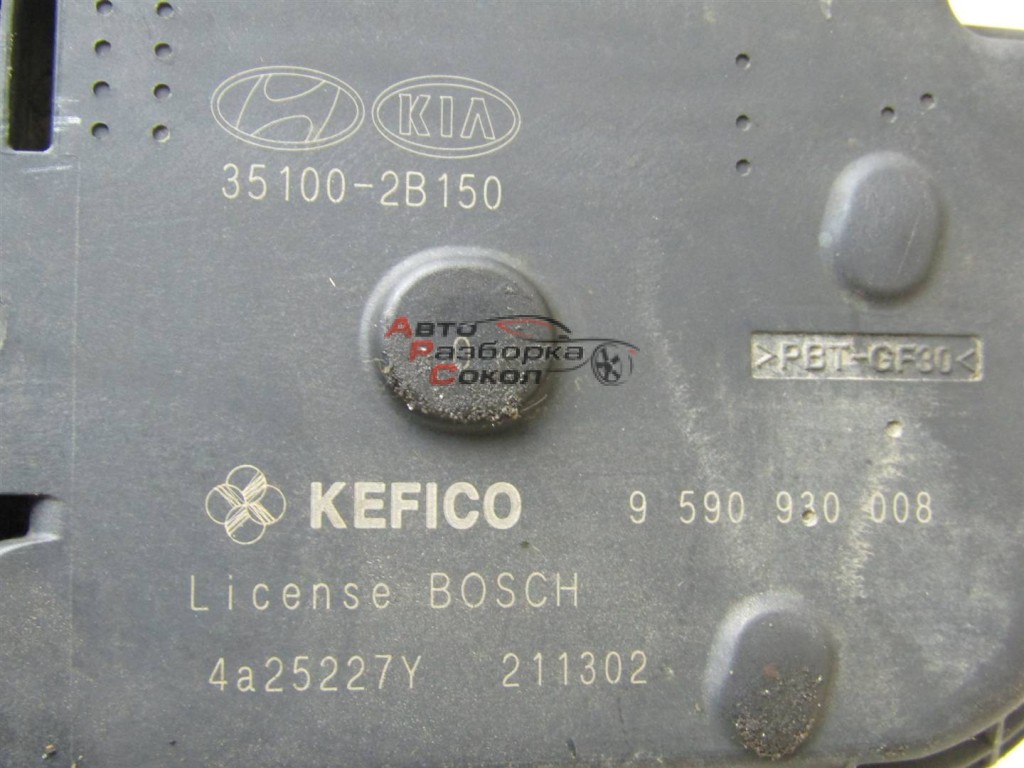 KIA
35100-2B150
Авто
Разборка
Сокол
>PBT-GF30<
KEFICO 9 590 930 008
License BOSCH
4a25227Y 211302